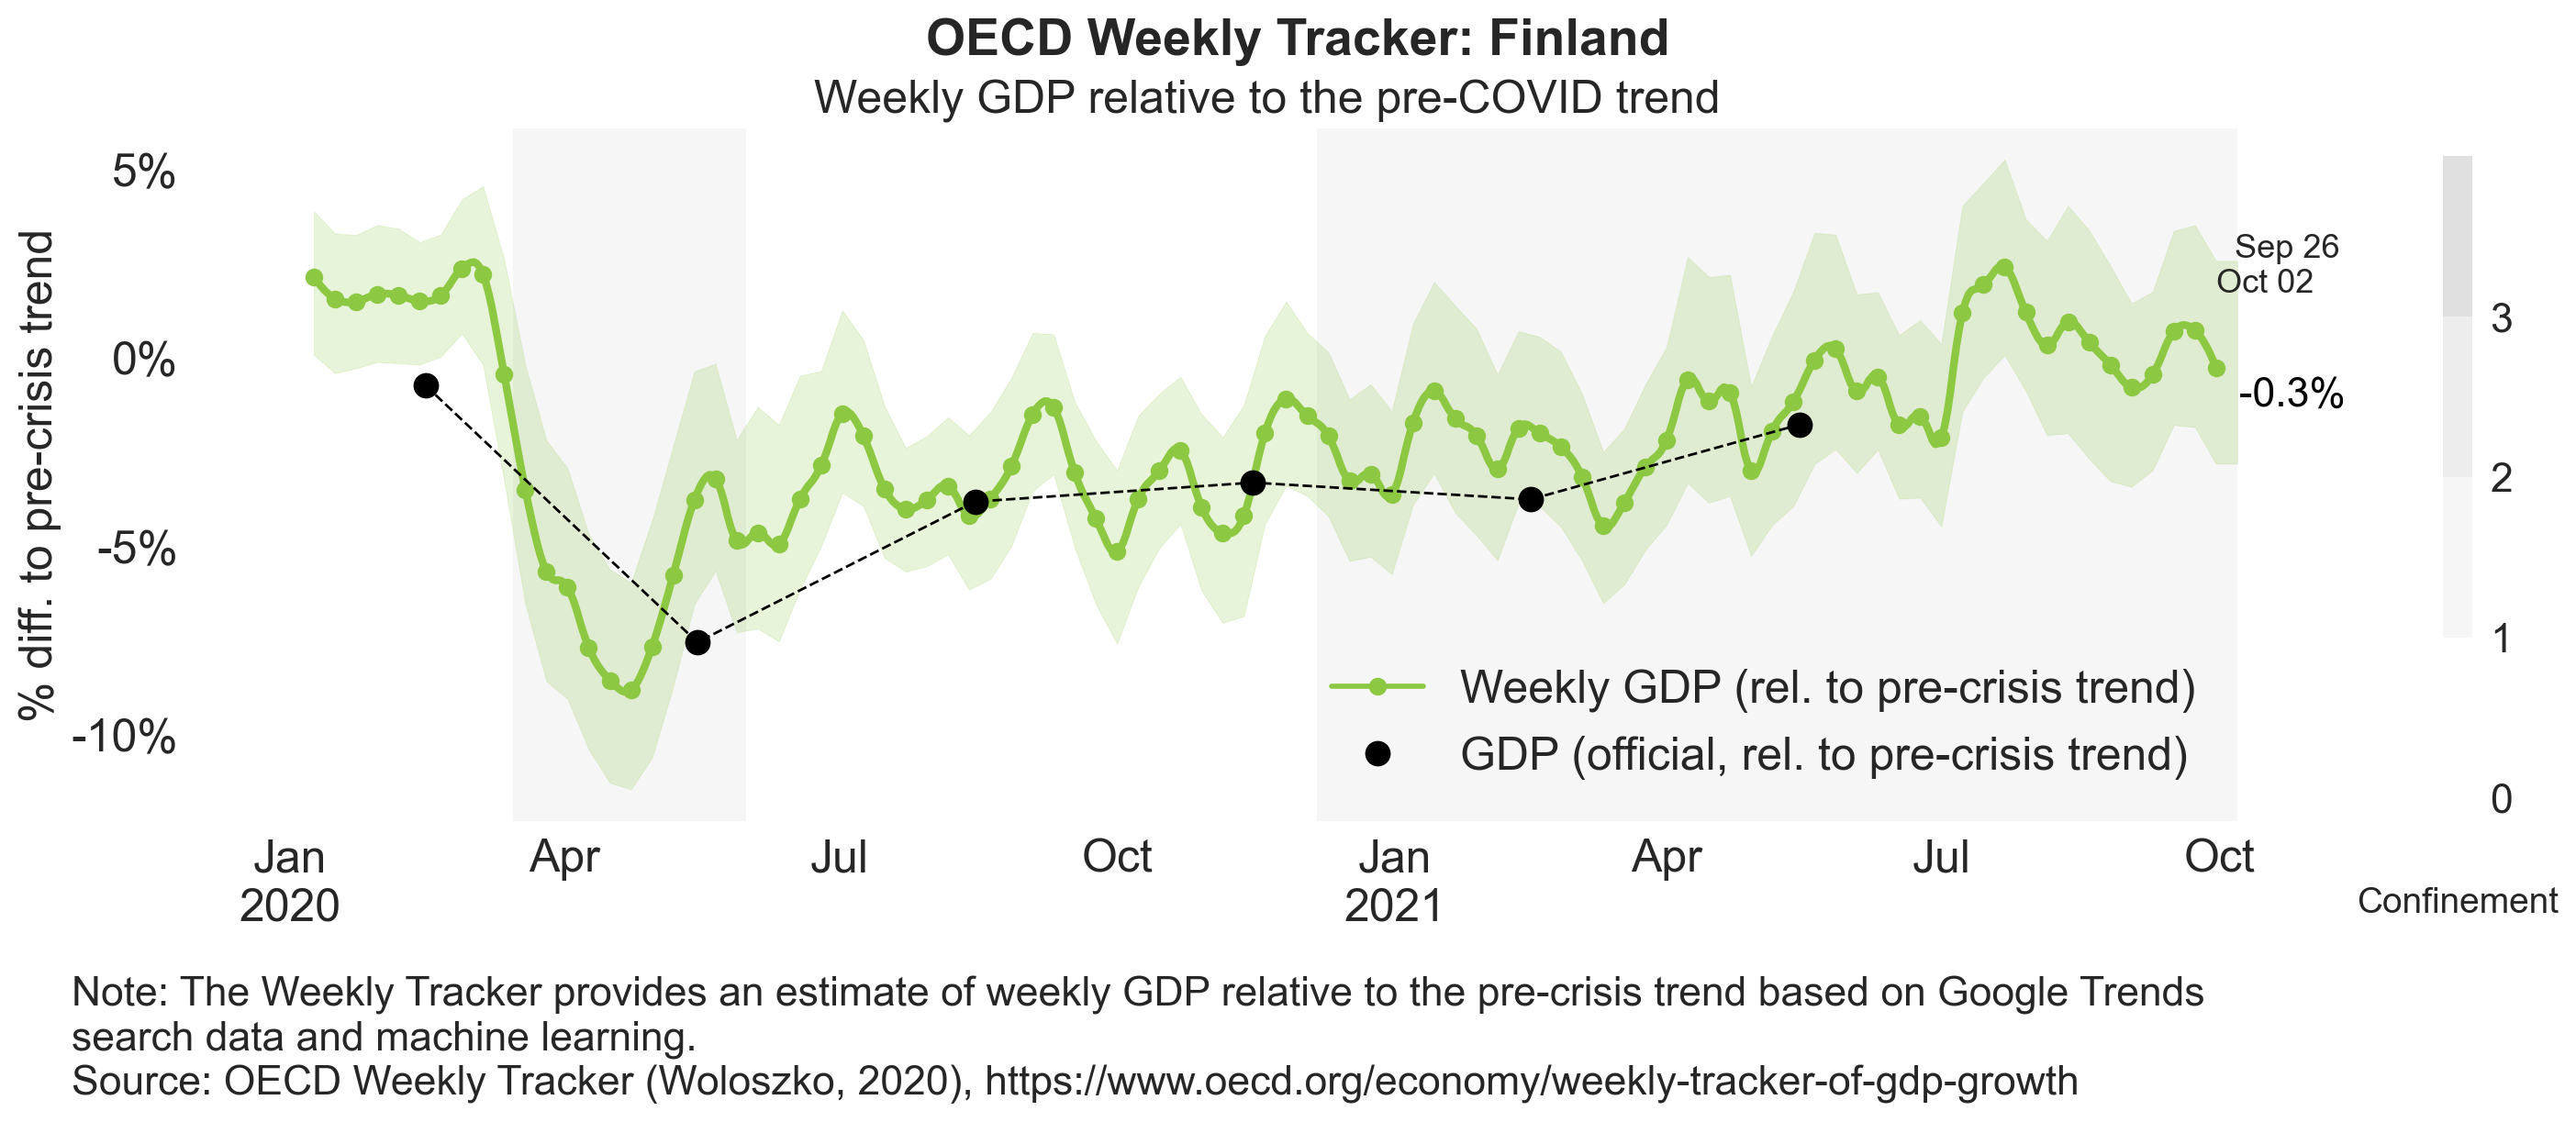 OECD Weekly Tracker: Finland
Weekly GDP relative to the pre-COVID trend
% diff. to pre-crisis trend
5%
0%
-5%
-10%
Sep 26
Oct 02
-0.3%
Weekly GDP (rel. to pre-crisis trend)
GDP (official, rel. to pre-crisis trend)
3
2
1
0
Confinement
Jan Apr Jul Oct Jan Apr Jul Oct
2020 2021
Note: The Weekly Tracker provides an estimate of weekly GDP relative to the pre-crisis trend based on Google Trends
search data and machine learning.
Source: OECD Weekly Tracker (Woloszko, 2020), https://www.oecd.org/economy/weekly-tracker-of-gdp-growth